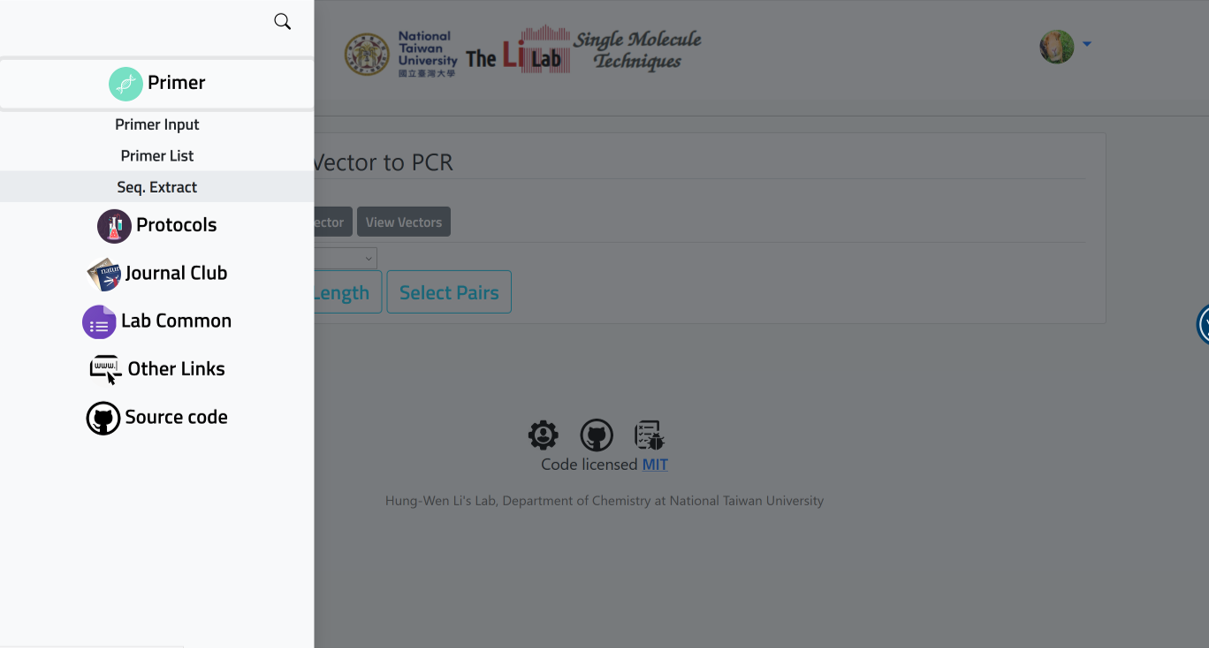 Primer
Primer Input
Primer List
Seq. Extract
Protocols
Journal Club
Lab Common
Other Links
Source code
National
Taiwan
University
國立臺灣大學
The Li Lab
Single Molecule
Techniques
Vector to PCR
ector
View Vectors
Length
Select Pairs
Code licensed MIT
Hung-Wen Li's Lab, Department of Chemistry at National Taiwan University